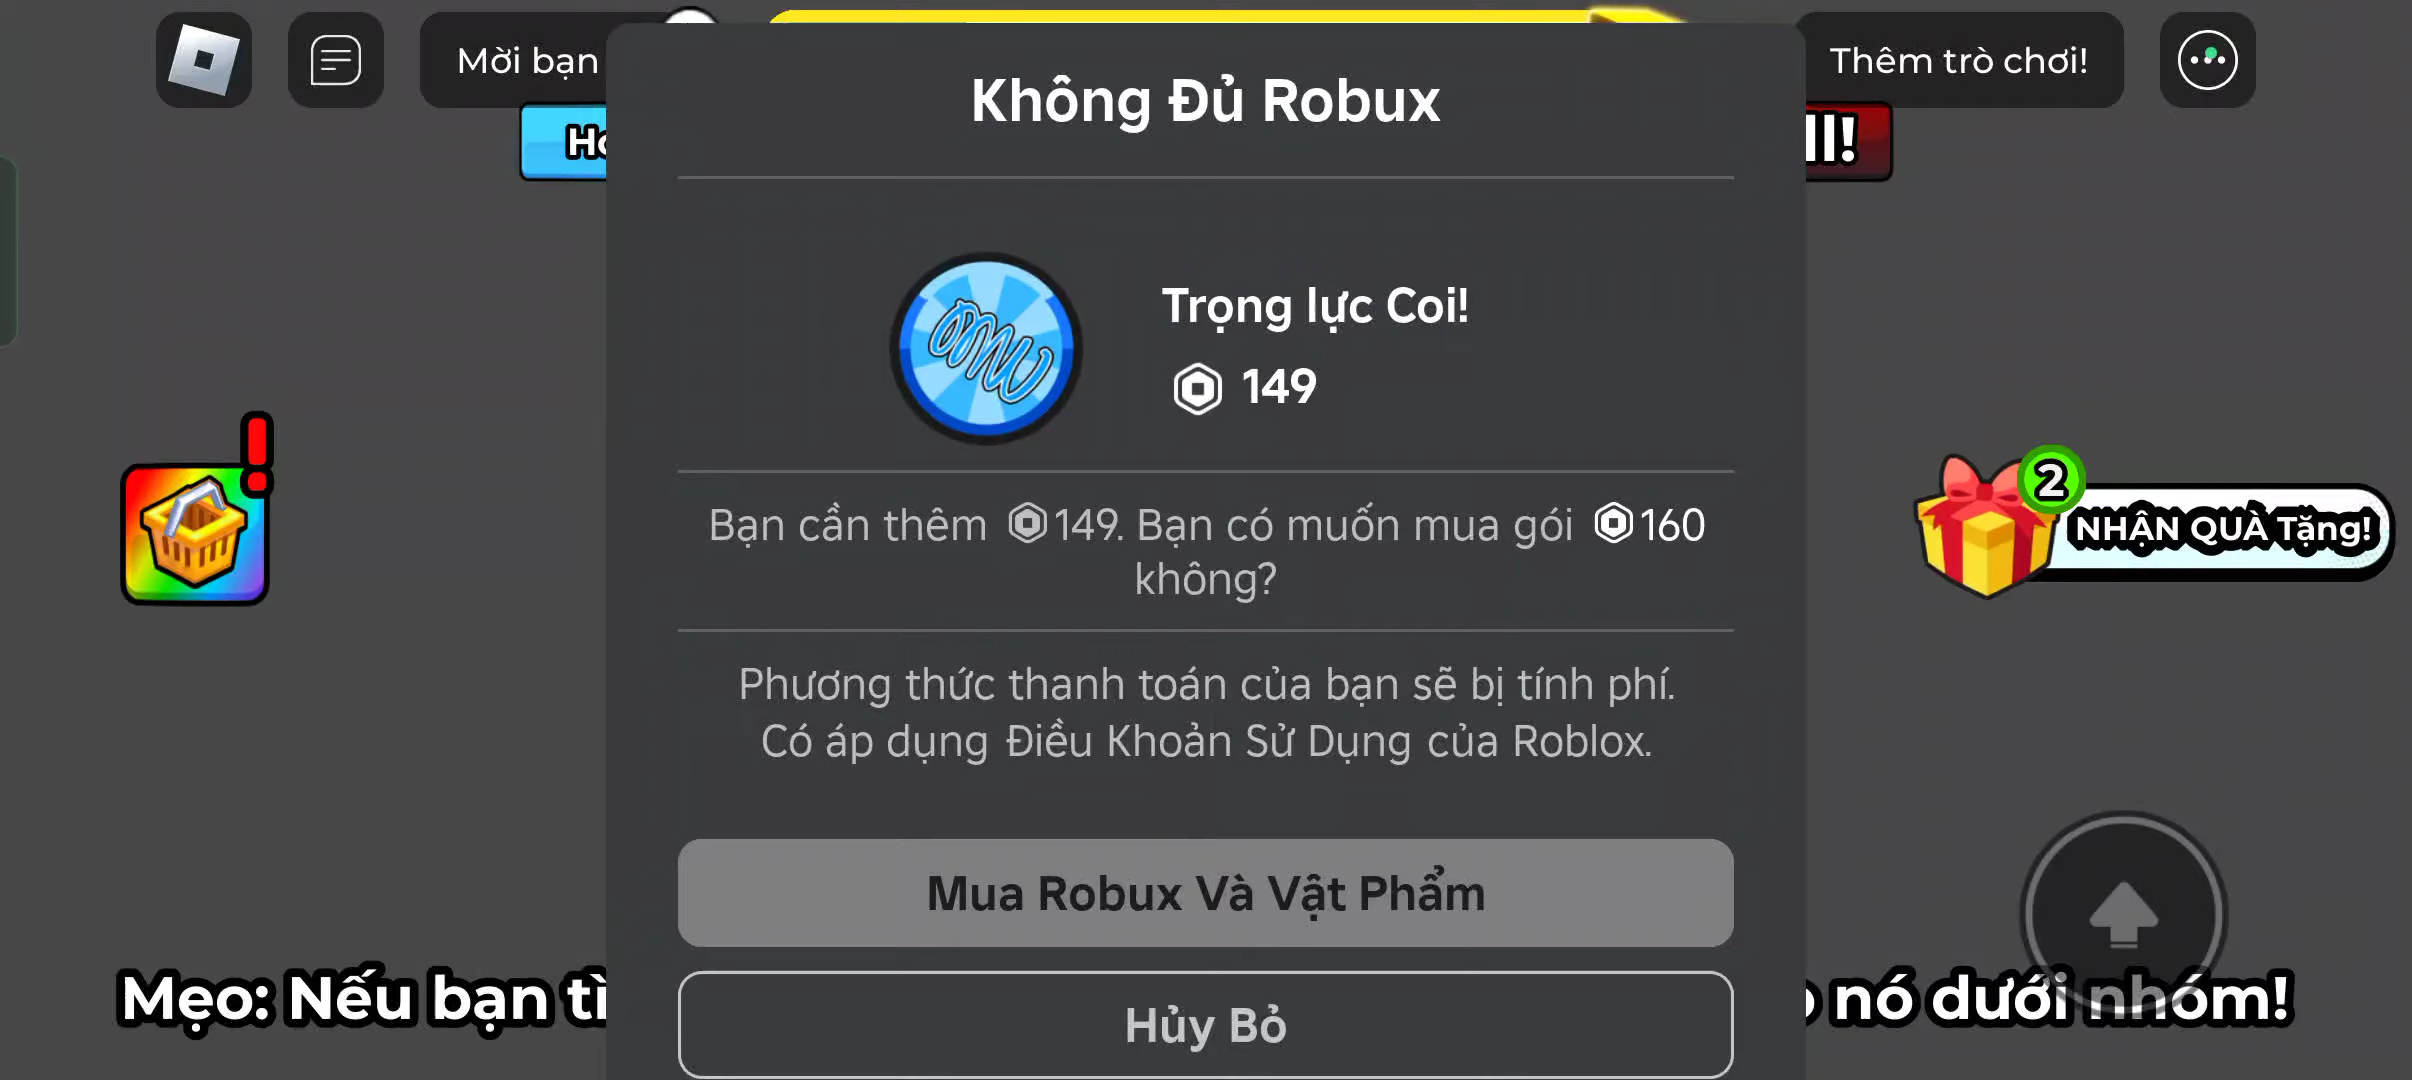 Mời bạn
Thêm trò chơi!
Không Đủ Robux
ll!
Trọng lực Coi!
149
2
Bạn cần thêm 149. Bạn có muốn mua gói 160
không?
NHẬN QUÀ Tặng!
Phương thức thanh toán của bạn sẽ bị tính phí.
Có áp dụng Điều Khoản Sử Dụng của Roblox.
Mua Robux Và Vật Phẩm
Mẹo: Nếu bạn tì
nó dưới nhóm!
Hủy Bỏ